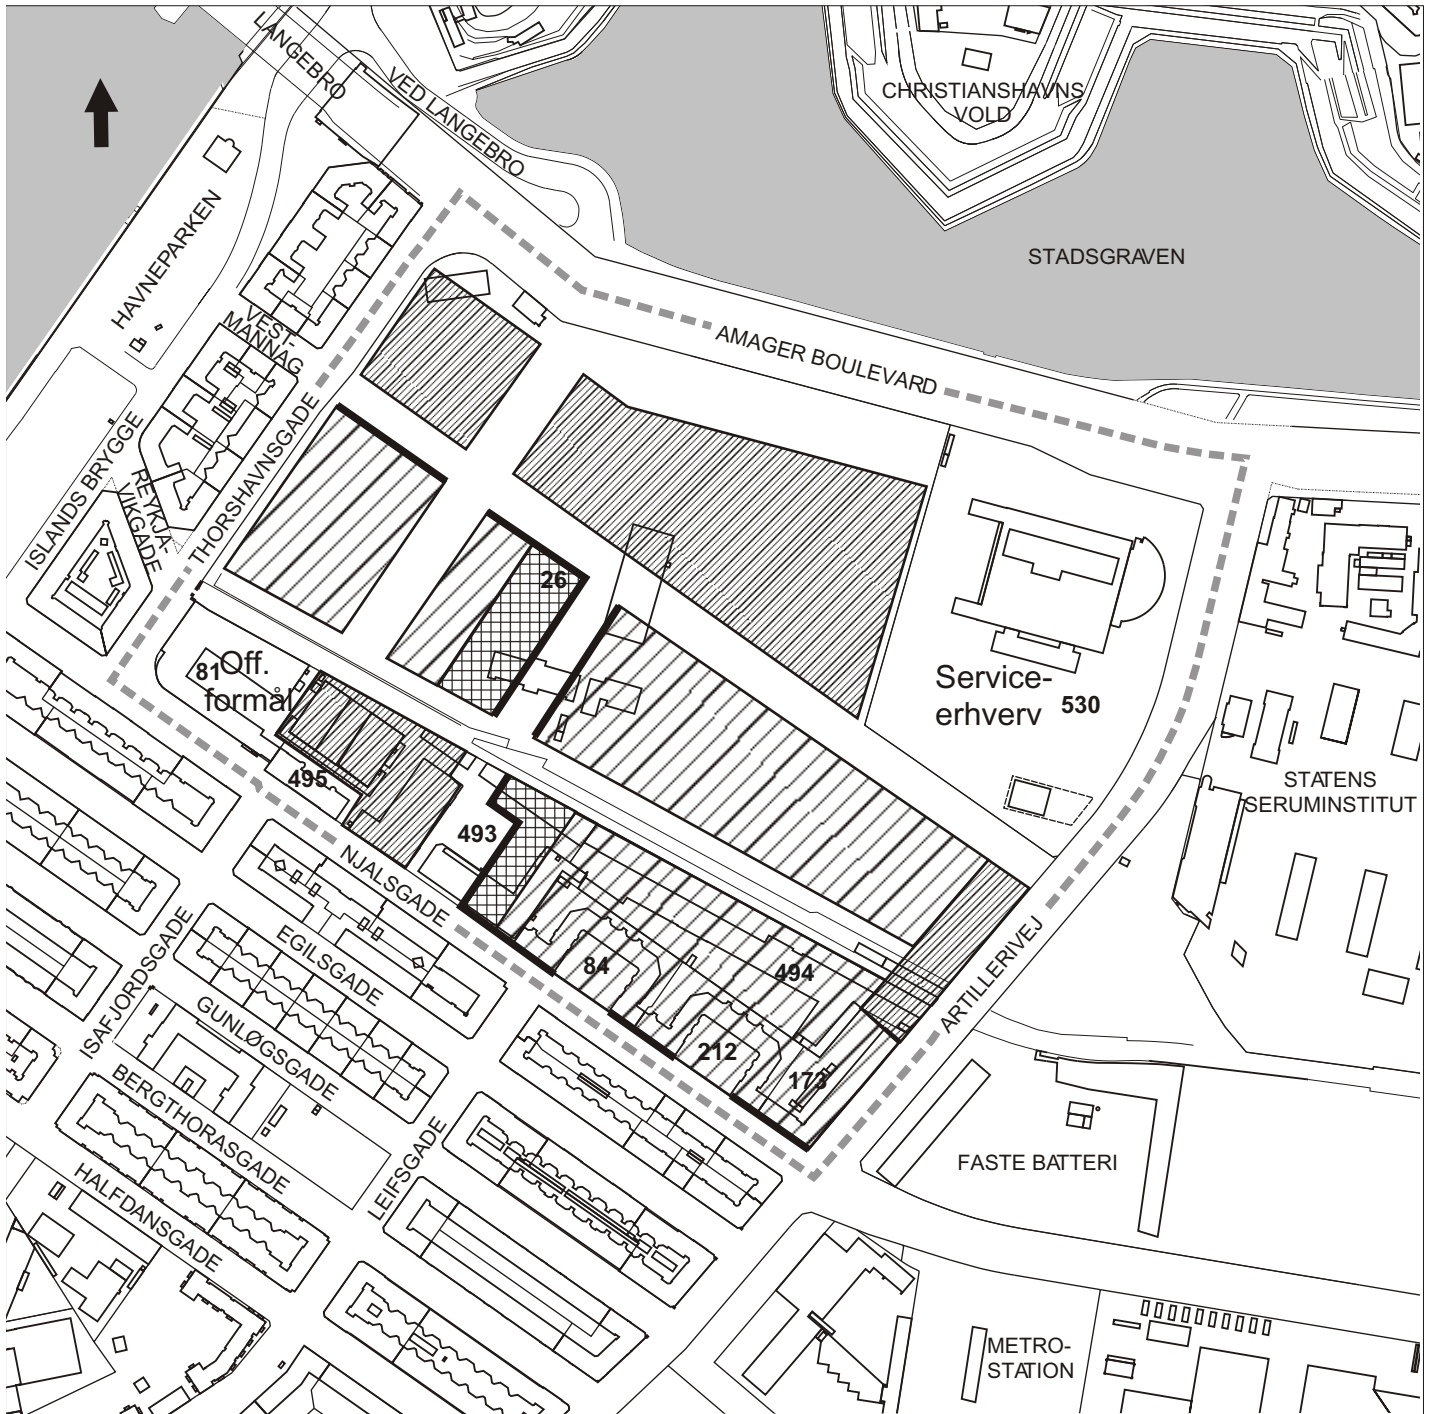 LANGEBRO
VED LANGEBRO
CHRISTIANSHAVNS
VOLD
STADSGRAVEN
HAVNEPARKEN
VEST-
MANNAG
AMAGER BOULEVARD
ISLANDS BRYGGE
REYKJA-
VIKGADE
THORSHAVNSGADE
26
81
Off.
formål
Service-
erhverv
530
495
493
STATENS
SERUMINSTITUT
NJALSGADE
84
494
212
173
ARTILLERIVEJ
ISAFJORDSGADE
EGILSGADE
GUNLØGSGADE
BERGTHORASGADE
HALFDANSGADE
LEIFSGADE
FASTE BATTERI
METRO-
STATION